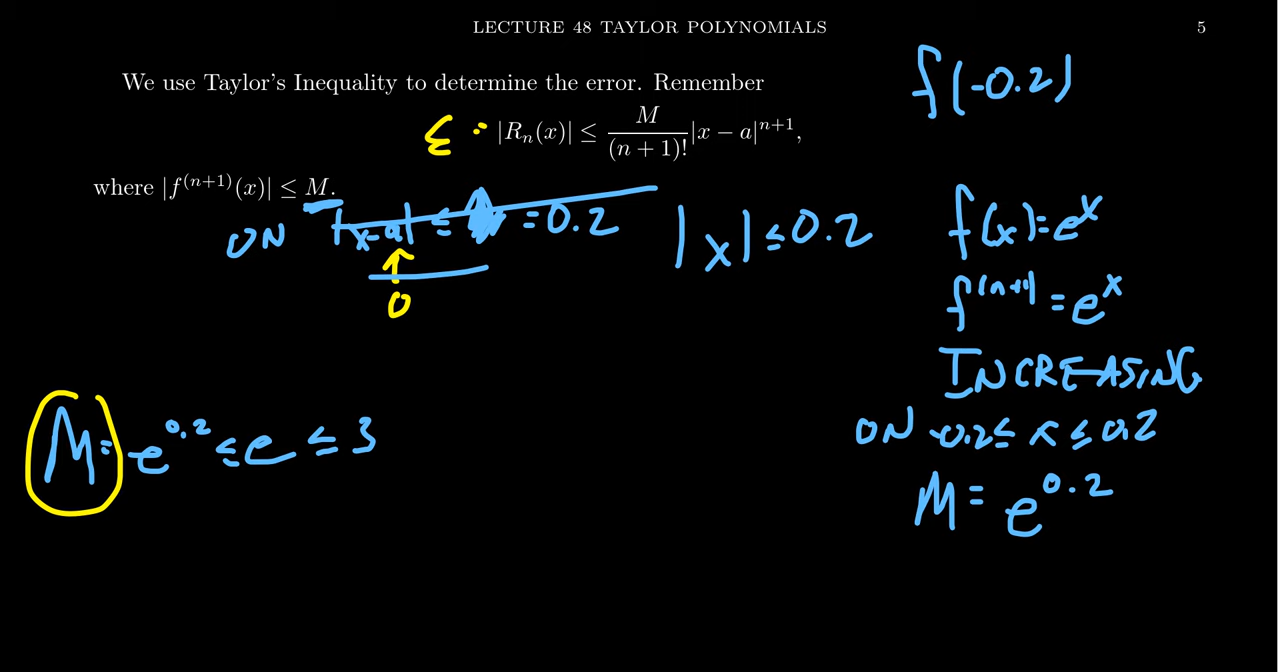 LECTURE 48 TAYLOR POLYNOMIALS 5
We use Taylor's Inequality to determine the error. Remember
f(-0.2)
|R_n(x)| ≤ M/(n + 1)! |x − a|^{n+1},
where |f^{(n+1)}(x)| ≤ M.
ON |x-a| ≤ = 0.2
0
|x| ≤ 0.2
f(x) = e^x
f^{(n+1)} = e^x
INCREASING
ON -0.2 ≤ x ≤ 0.2
M = e^{0.2}
M = e^{0.2} ≤ e ≤ 3